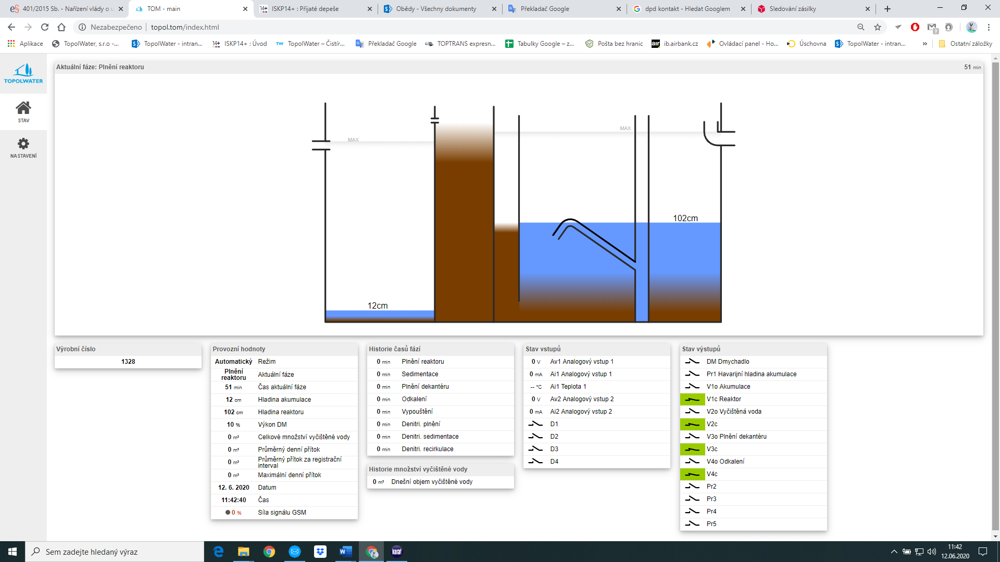 401/2015 Sb. - Nařízení vlády o u
TOM - main
ISKP14+ : Přijaté depeše
Obědy - Všechny dokumenty
Překladač Google
dpd kontakt - Hledat Googlem
Sledování zásilky
Nezabezpečeno
topol.tom/index.html
Aplikace
TopolWater, s.r.o -...
TopolWater - intran...
ISKP14+ : Úvod
TopolWater – Čistír...
Překladač Google
TOPTRANS expresn...
Tabulky Google – z...
Pošta bez hranic
ib.airbank.cz
Ovládací panel - Ho...
Úschovna
TopolWater - intran...
»
Ostatní záložky
TOPOLWATER
STAV
NASTAVENÍ
Aktuální fáze: Plnění reaktoru
51 min
MAX
MAX
102cm
12cm
Výrobní číslo
1328
Provozní hodnoty
Automatický Režim
Plnění reaktoru Aktuální fáze
51 min Čas aktuální fáze
12 cm Hladina akumulace
102 cm Hladina reaktoru
10 % Výkon DM
0 m³ Celkové množství vyčištěné vody
0 m³ Průměrný denní přítok
0 m³ Průměrný přítok za registrační
interval
0 m³ Maximální denní přítok
12. 6. 2020 Datum
11:42:40 Čas
0 % Síla signálu GSM
Historie časů fází
0 min Plnění reaktoru
0 min Sedimentace
0 min Plnění dekantéru
0 min Odkalení
0 min Vypouštění
0 min Denitri. plnění
0 min Denitri. sedimentace
0 min Denitri. recirkulace
Historie množství vyčištěné vody
0 m³ Dnešní objem vyčištěné vody
Stav vstupů
0 V Av1 Analogový vstup 1
0 mA Ai1 Analogový vstup 1
-- °C Ai1 Teplota 1
0 V Av2 Analogový vstup 2
0 mA Ai2 Analogový vstup 2
D1
D2
D3
D4
Stav výstupů
DM Dmychadlo
Pr1 Havarijní hladina akumulace
V1o Akumulace
V1c Reaktor
V2o Vyčištěná voda
V2c
V3o Plnění dekantéru
V3c
V4o Odkalení
V4c
Pr2
Pr3
Pr4
Pr5
Sem zadejte hledaný výraz
karat
11:42
12.06.2020